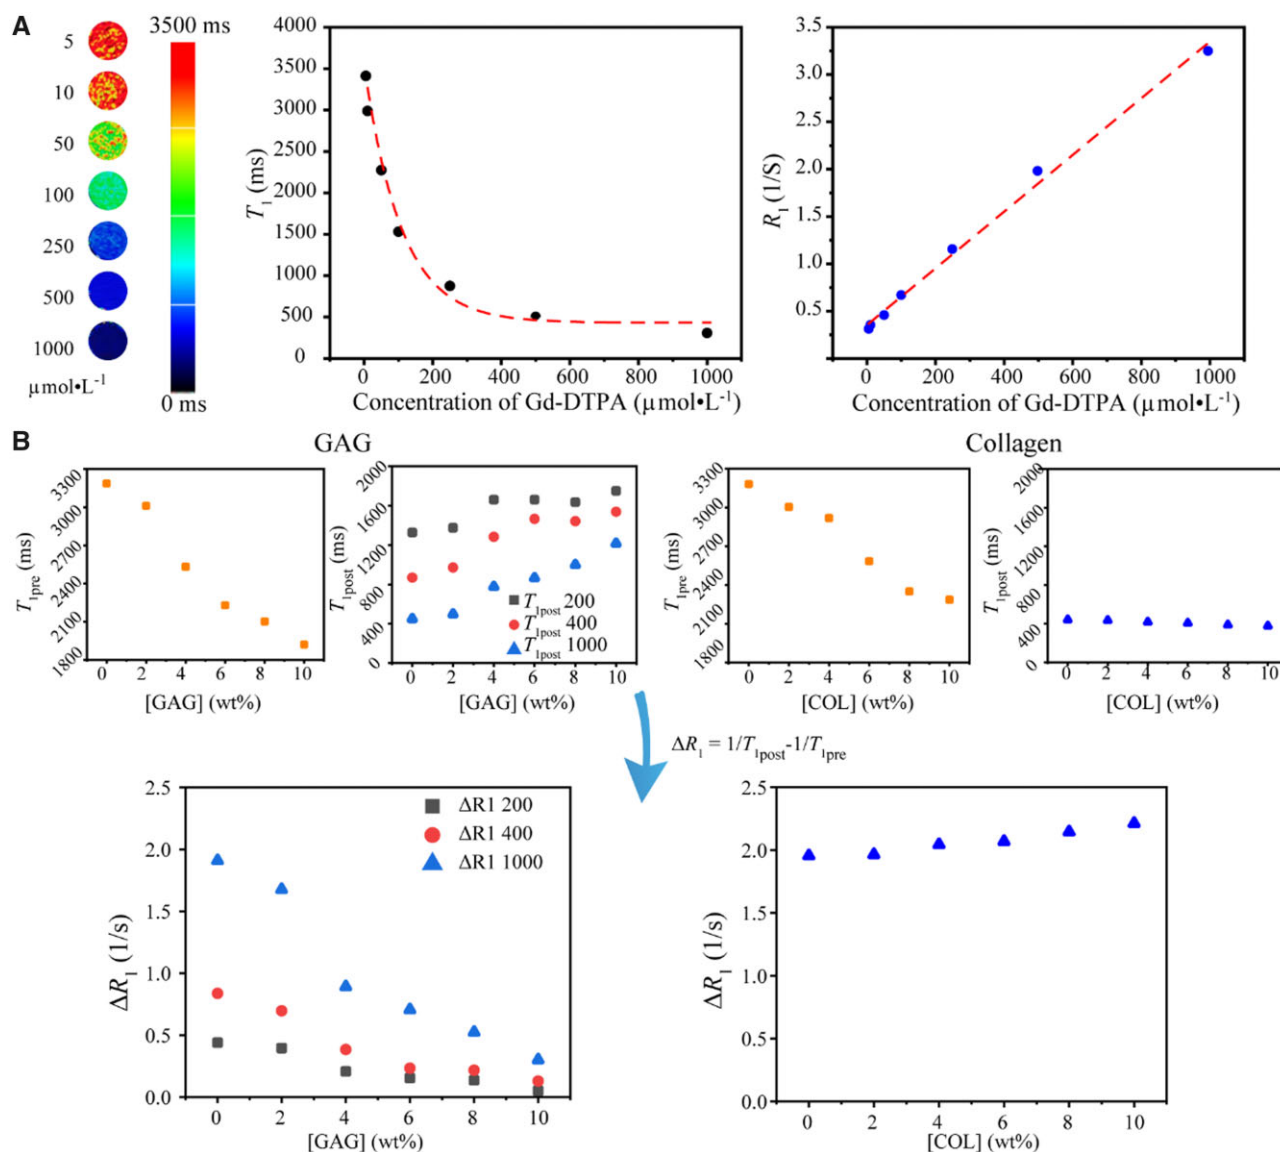 A
3500 ms
5
10
50
100
250
500
1000
μmol•L-1
0 ms
4000
3500
3000
2500
2000
1500
1000
500
0
T1 (ms)
0 200 400 600 800 1000
Concentration of Gd-DTPA (μmol•L-1)
3.5
3.0
2.5
2.0
1.5
1.0
0.5
R1 (1/S)
0 200 400 600 800 1000
Concentration of Gd-DTPA (μmol•L-1)
B
GAG
Collagen
3300
3000
2700
2400
2100
1800
T1pre (ms)
0 2 4 6 8 10
[GAG] (wt%)
2000
1600
1200
800
400
0
T1post (ms)
T1post 200
T1post 400
T1post 1000
0 2 4 6 8 10
[GAG] (wt%)
3300
3000
2700
2400
2100
1800
T1pre (ms)
0 2 4 6 8 10
[COL] (wt%)
2000
1600
1200
800
400
0
T1post (ms)
0 2 4 6 8 10
[COL] (wt%)
ΔR1 = 1/T1post-1/T1pre
2.5
2.0
1.5
1.0
0.5
0.0
ΔR1 (1/s)
ΔR1 200
ΔR1 400
ΔR1 1000
0 2 4 6 8 10
[GAG] (wt%)
2.5
2.0
1.5
1.0
0.5
0.0
ΔR1 (1/s)
0 2 4 6 8 10
[COL] (wt%)